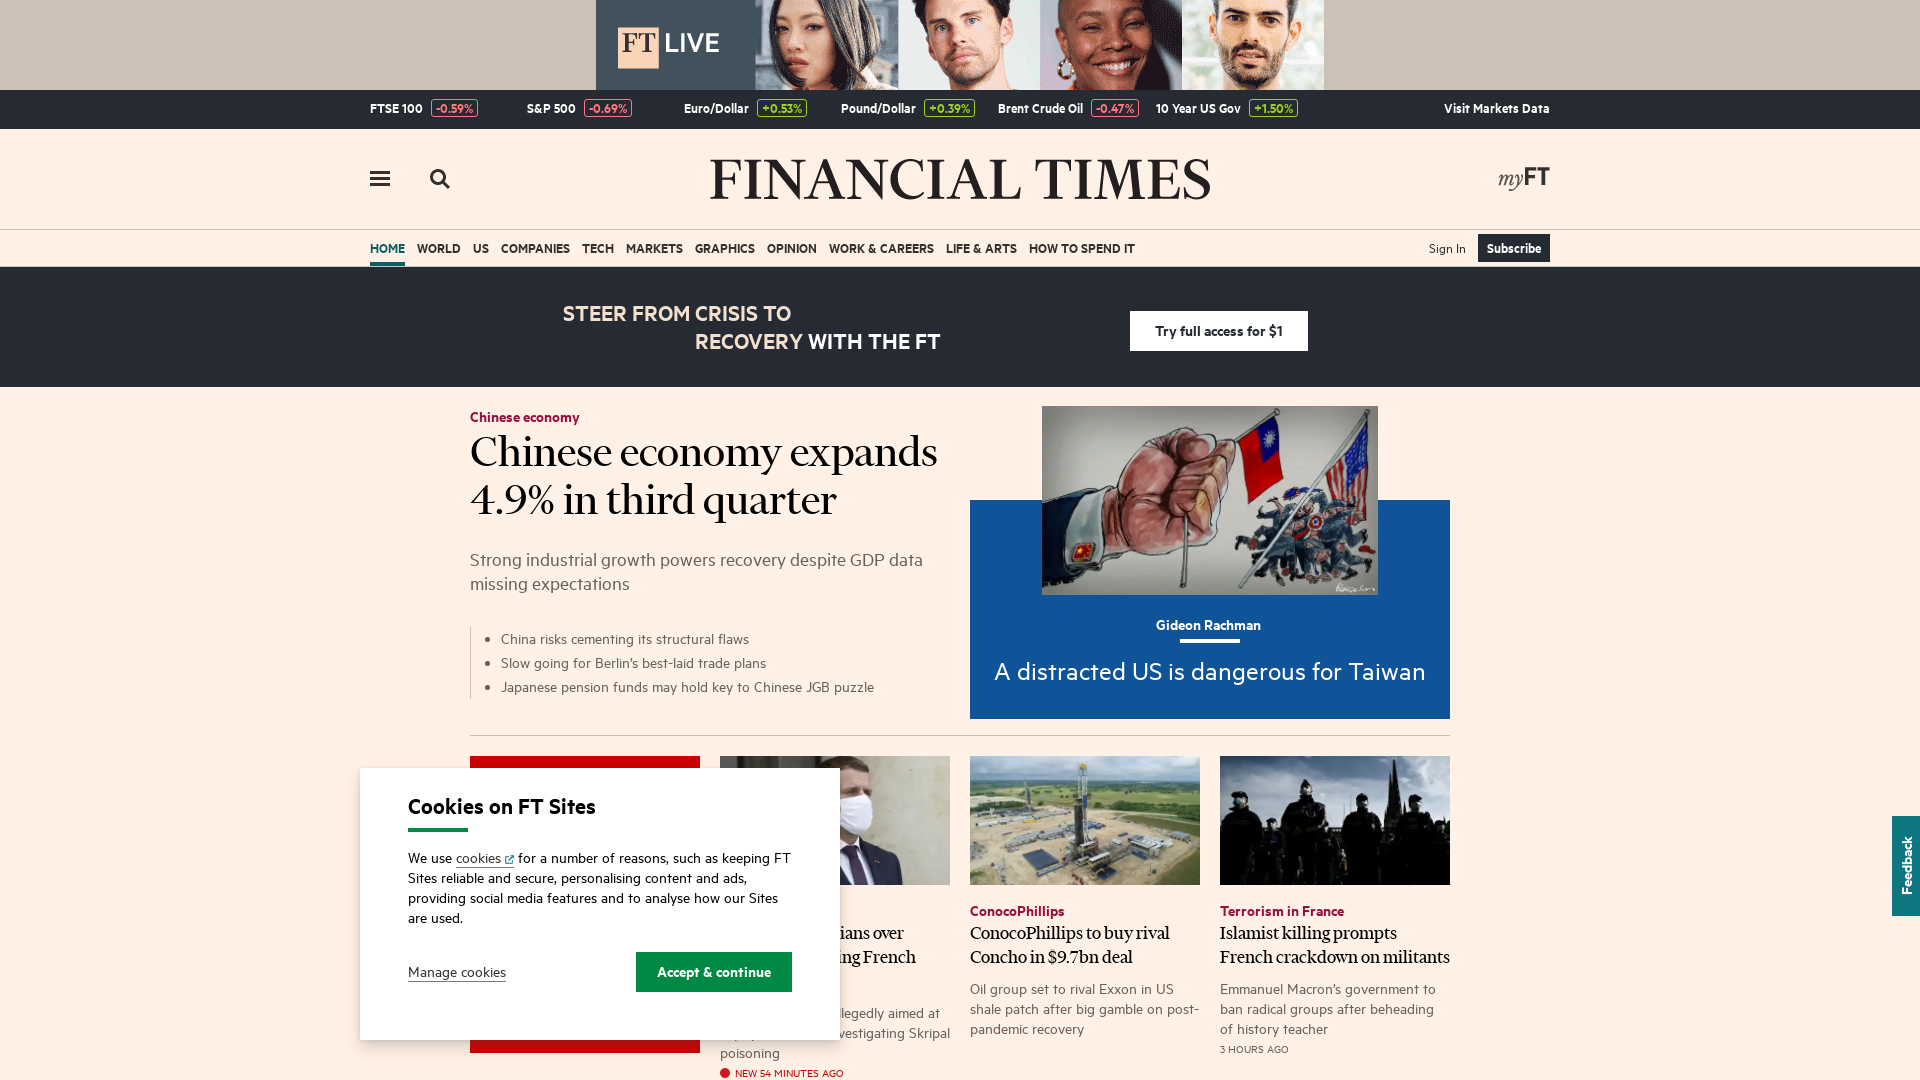 FT LIVE
FTSE 100 -0.59% S&P 500 -0.69% Euro/Dollar +0.53% Pound/Dollar +0.39% Brent Crude Oil -0.47% 10 Year US Gov +1.50% Visit Markets Data
FINANCIAL TIMES
myFT
HOME WORLD US COMPANIES TECH MARKETS GRAPHICS OPINION WORK & CAREERS LIFE & ARTS HOW TO SPEND IT Sign In Subscribe
STEER FROM CRISIS TO
RECOVERY WITH THE FT
Try full access for $1
Chinese economy
Chinese economy expands
4.9% in third quarter
Strong industrial growth powers recovery despite GDP data
missing expectations
China risks cementing its structural flaws
Slow going for Berlin's best-laid trade plans
Japanese pension funds may hold key to Chinese JGB puzzle
Gideon Rachman
A distracted US is dangerous for Taiwan
Cookies on FT Sites
We use cookies for a number of reasons, such as keeping FT
Sites reliable and secure, personalising content and ads,
providing social media features and to analyse how our Sites
are used.
Manage cookies
Accept & continue
French
at
Skripal
poisoning
NEW 54 MINUTES AGO
ConocoPhillips
ConocoPhillips to buy rival
Concho in $9.7bn deal
Oil group set to rival Exxon in US
shale patch after big gamble on post-
pandemic recovery
Terrorism in France
Islamist killing prompts
French crackdown on militants
Emmanuel Macron's government to
ban radical groups after beheading
of history teacher
3 HOURS AGO
Feedback